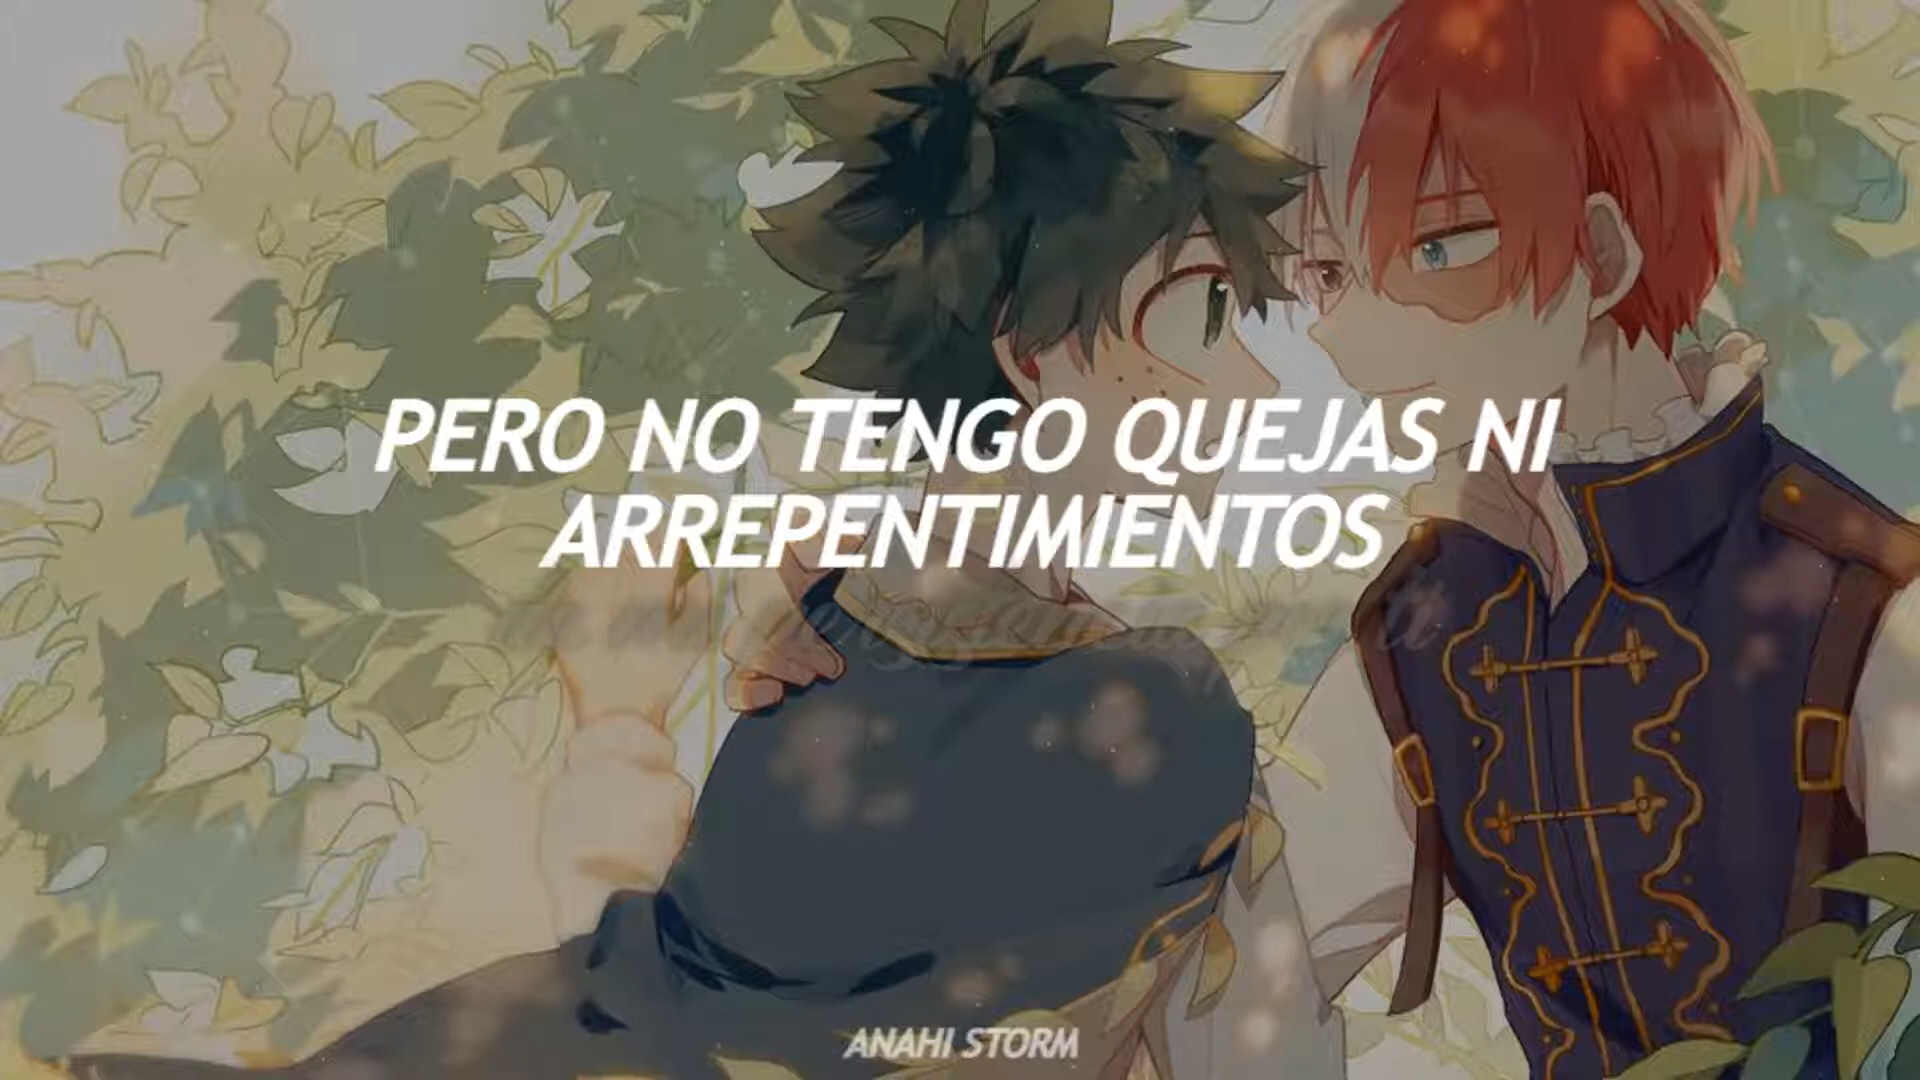 PERO NO TENGO QUEJAS NI
ARREPENTIMIENTOS
ANAHI STORM